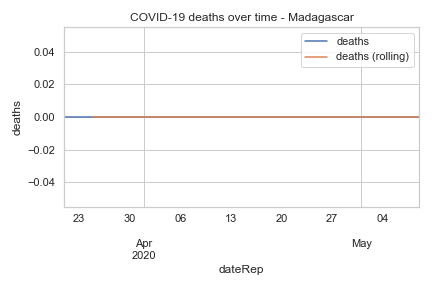 COVID-19 deaths over time - Madagascar
deaths
deaths (rolling)
0.04
0.02
0.00
−0.02
−0.04
deaths
23 30 06 13 20 27 04
Apr May
2020
dateRep